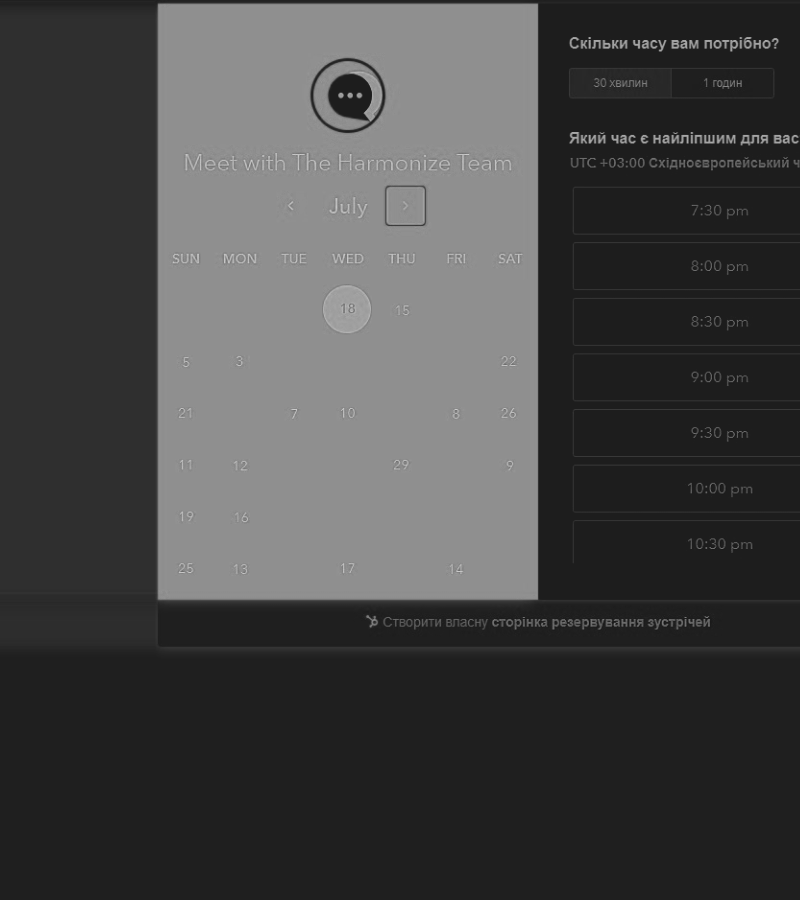 Meet with The Harmonize Team
July
SUN MON TUE WED THU FRI SAT
18 15
5 3 22
21 7 10 8 26
11 12 29 9
19 16
25 13 17 14
Скільки часу вам потрібно?
30 хвилин 1 годин
Який час є найліпшим для вас
UTC +03:00 Східноєвропейський ч
7:30 pm
8:00 pm
8:30 pm
9:00 pm
9:30 pm
10:00 pm
10:30 pm
Створити власну сторінка резервування зустрічей